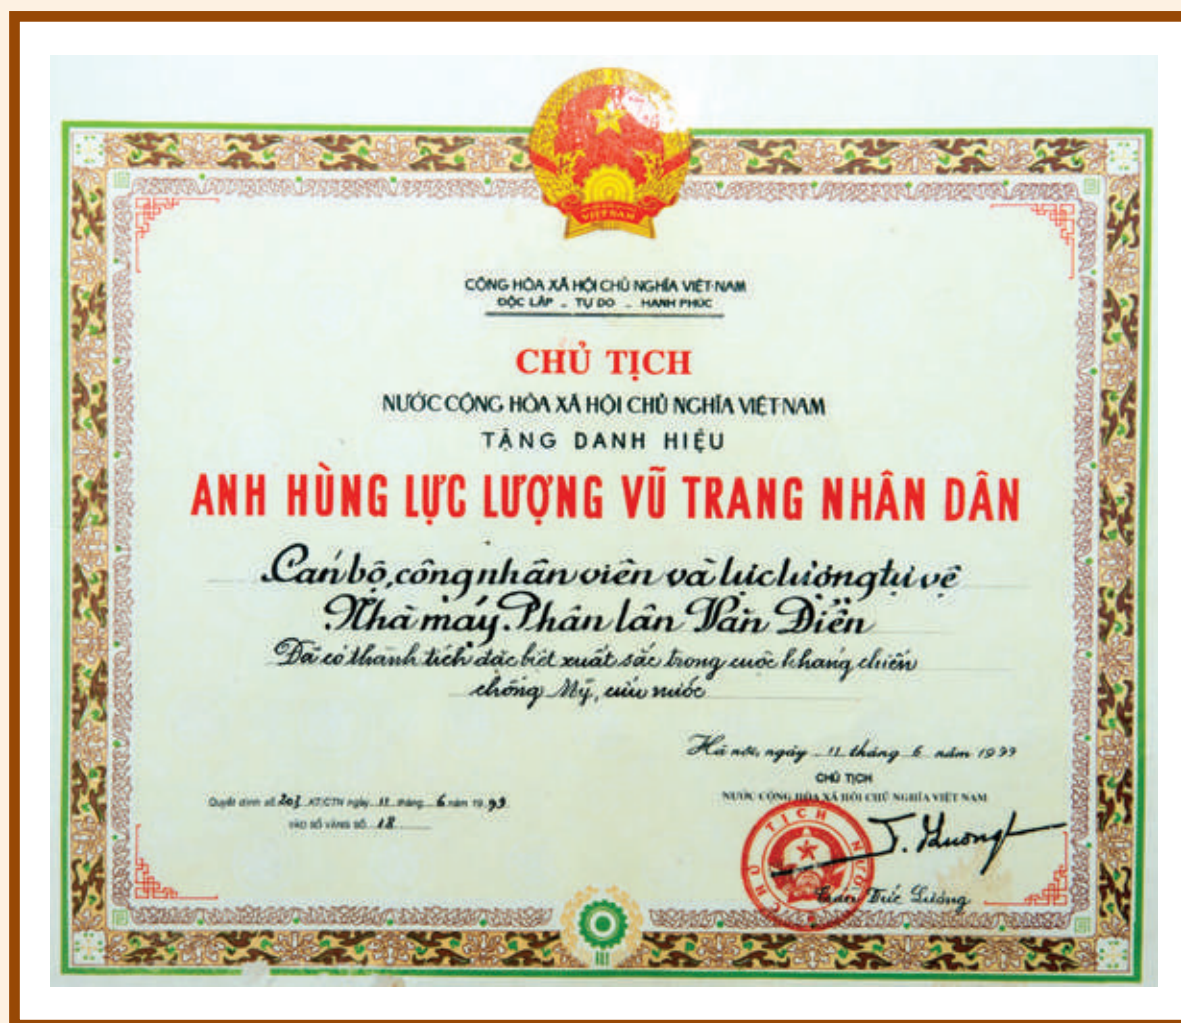 VIỆT NAM
CỘNG HÒA XÃ HỘI CHỦ NGHĨA VIỆT NAM
ĐỘC LẬP - TỰ DO - HẠNH PHÚC
CHỦ TỊCH
NƯỚC CỘNG HÒA XÃ HỘI CHỦ NGHĨA VIỆT NAM
TẶNG DANH HIỆU
ANH HÙNG LỰC LƯỢNG VŨ TRANG NHÂN DÂN
Cán bộ, công nhân viên và lực lượng tự vệ
Nhà máy Phân lân Văn Điển
Đã có thành tích đặc biệt xuất sắc trong cuộc kháng chiến
chống Mỹ, cứu nước
Hà nội, ngày 11 tháng 6 năm 1999
CHỦ TỊCH
NƯỚC CỘNG HÒA XÃ HỘI CHỦ NGHĨA VIỆT NAM
Quyết định số 203 KT/CTN ngày 11 tháng 6 năm 1999
VÀO SỔ VÀNG SỐ 18
CHỦ TỊCH NƯỚC
T. Lương
Trần Đức Lương